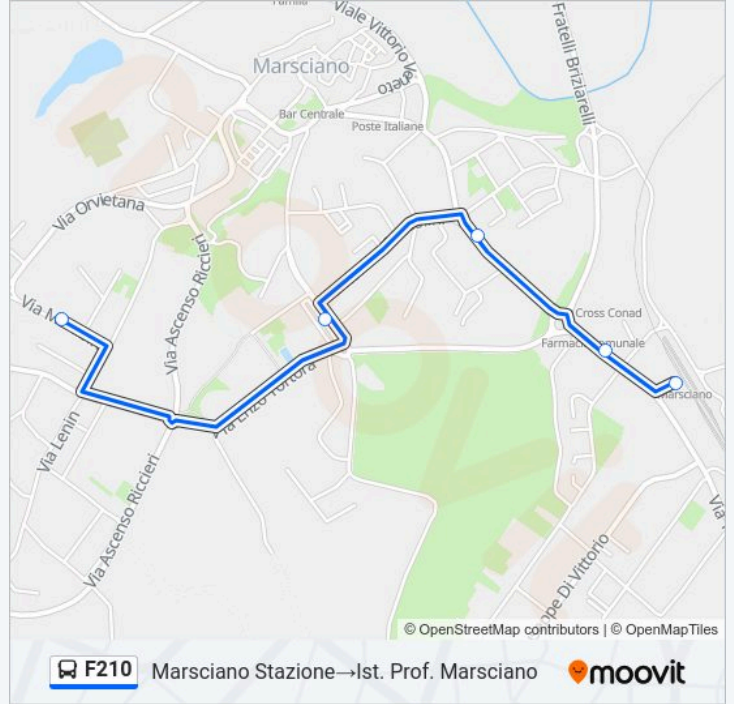 Viale Vittorio Veneto
Fratelli Briziarelli
Marsciano
Bar Centrale
Poste Italiane
Via Orvietana
Via Ascenso Riccieri
Via M
Cross Conad
Marsciano
Via Enzo Tortora
Via Lenin
Via Ascenso Riccieri
Via
Di Vittorio
© OpenStreetMap contributors | © OpenMapTiles
F210 Marsciano Stazione→Ist. Prof. Marsciano moovit